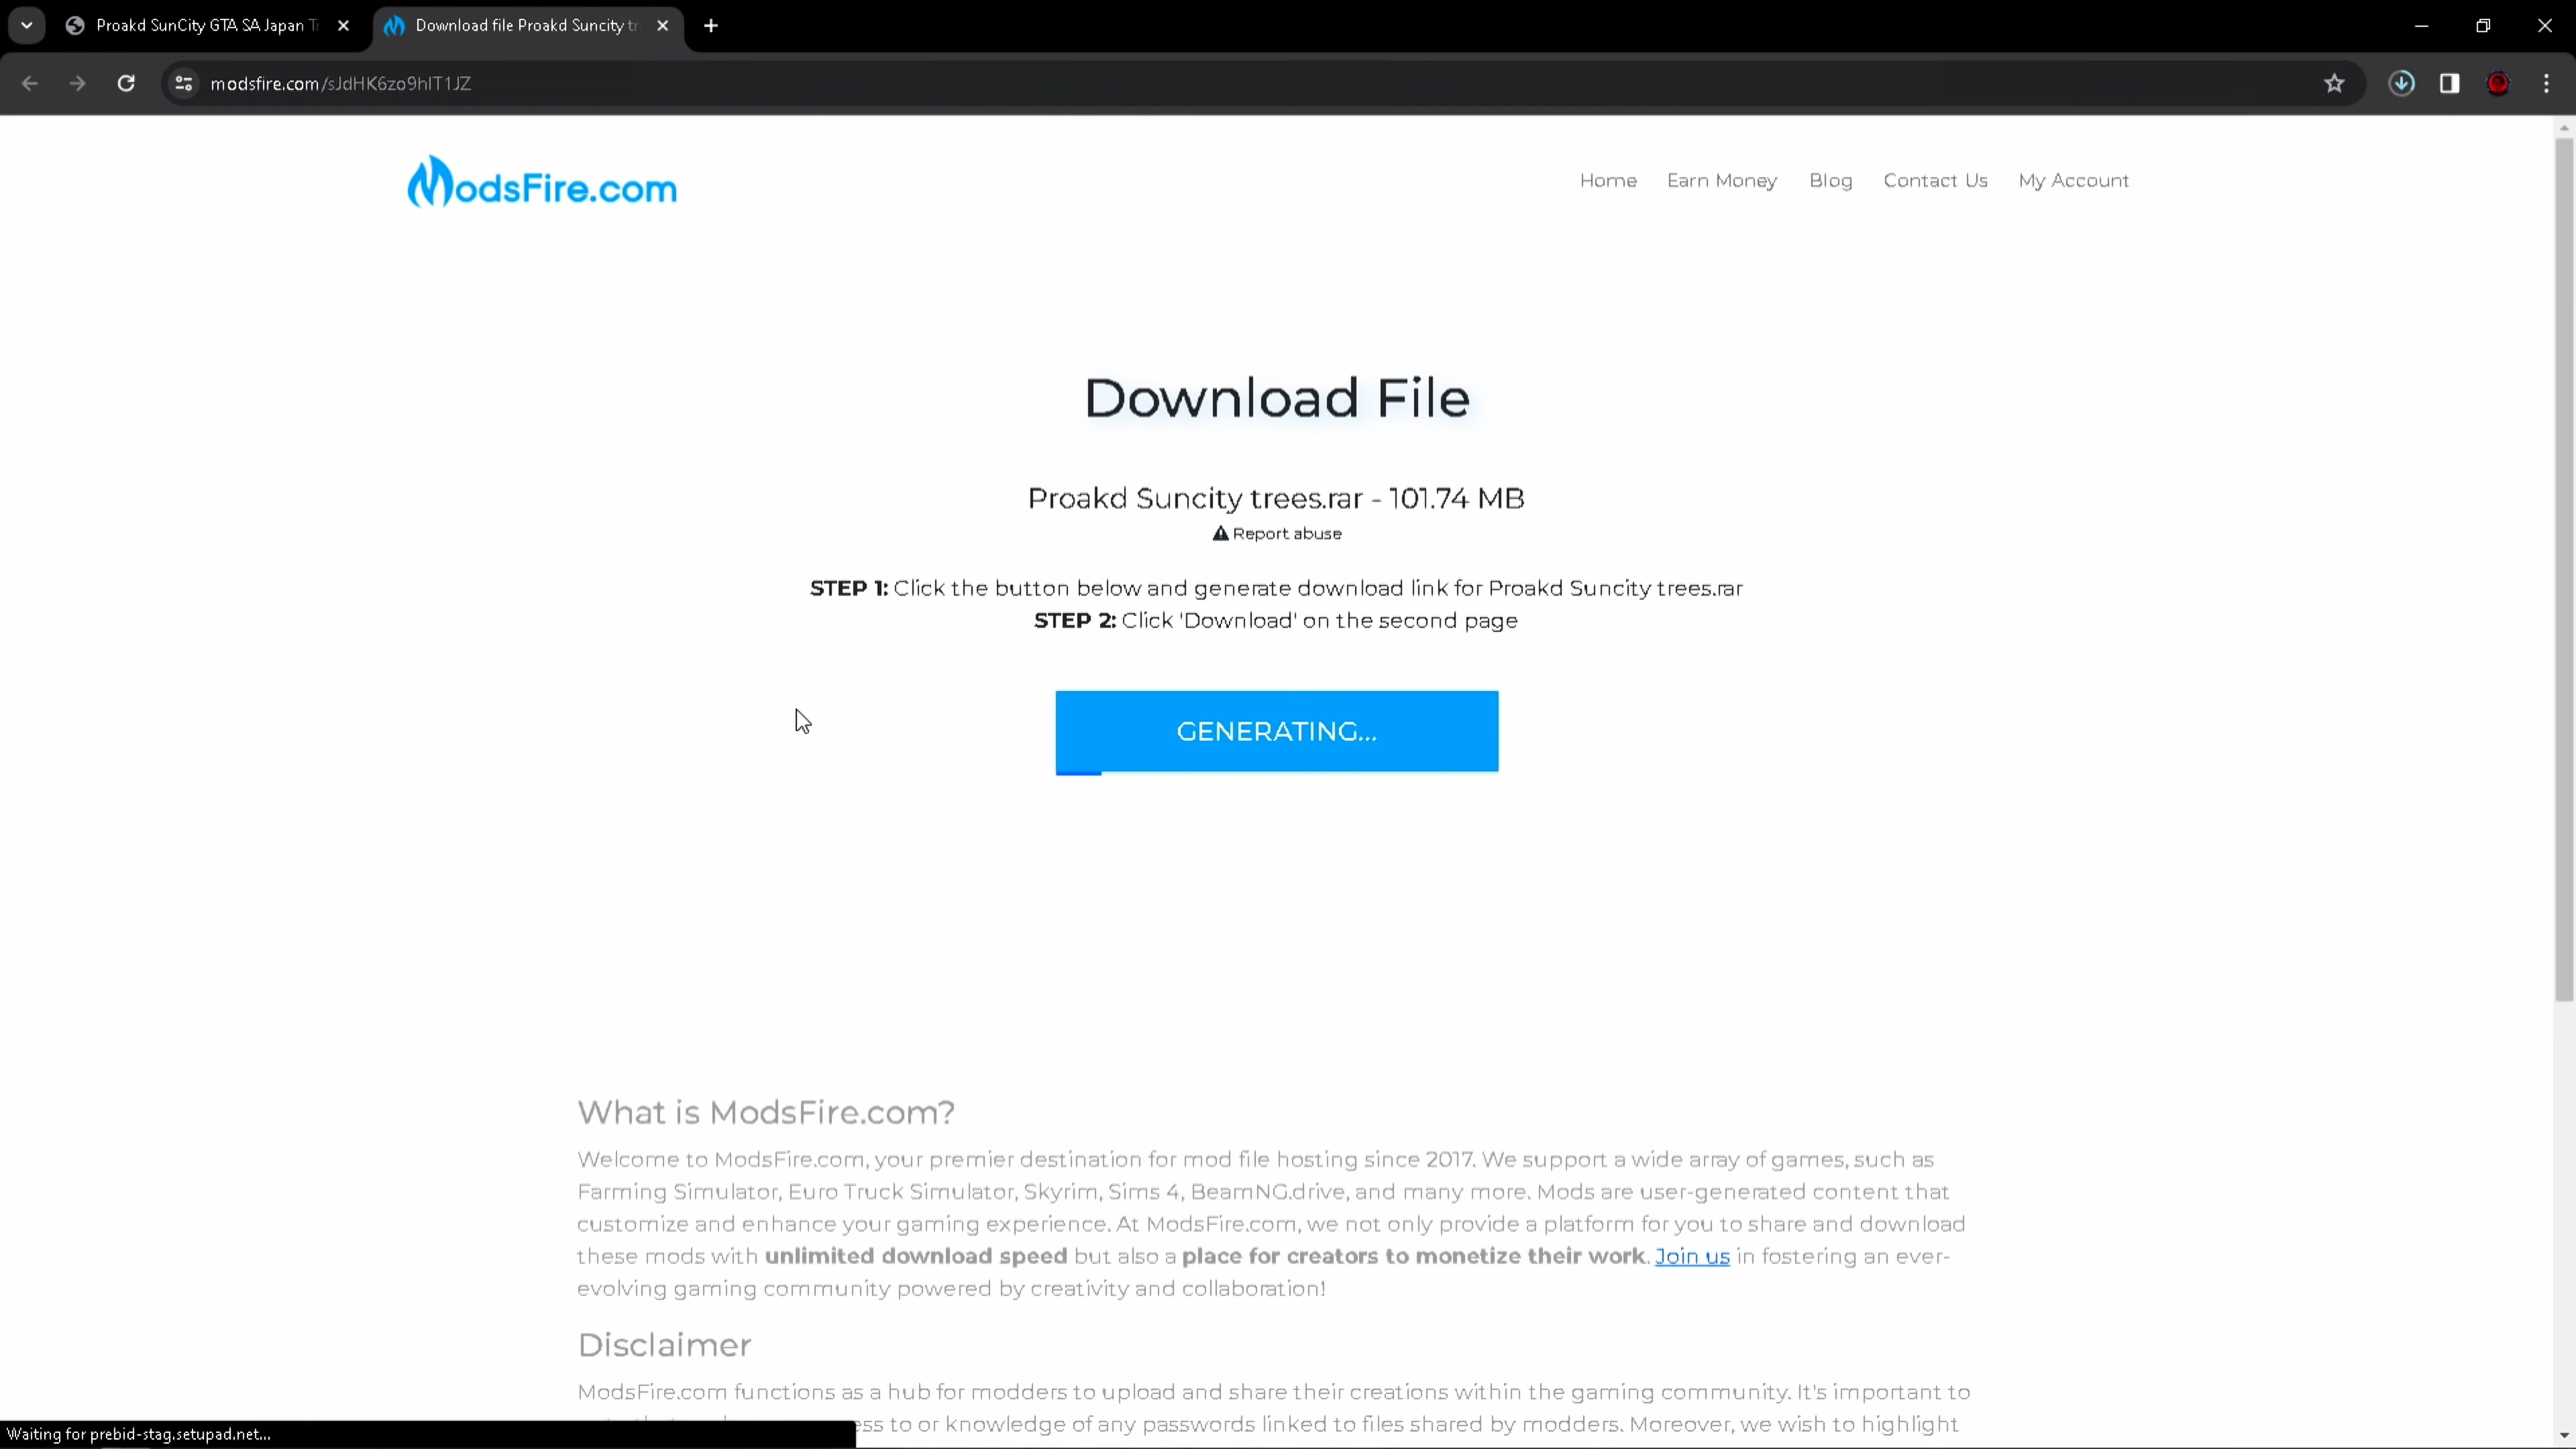 Proakd SunCity GTA SA Japan Tr
Download file Proakd Suncity tr
modsfire.com/sJdHK6zo9hIT1JZ
ModsFire.com
Home
Earn Money
Blog
Contact Us
My Account
Download File
Proakd Suncity trees.rar - 101.74 MB
Report abuse
STEP 1: Click the button below and generate download link for Proakd Suncity trees.rar
STEP 2: Click 'Download' on the second page
GENERATING...
What is ModsFire.com?
Welcome to ModsFire.com, your premier destination for mod file hosting since 2017. We support a wide array of games, such as
Farming Simulator, Euro Truck Simulator, Skyrim, Sims 4, BeamNG.drive, and many more. Mods are user-generated content that
customize and enhance your gaming experience. At ModsFire.com, we not only provide a platform for you to share and download
these mods with unlimited download speed but also a place for creators to monetize their work. Join us in fostering an ever-
evolving gaming community powered by creativity and collaboration!
Disclaimer
ModsFire.com functions as a hub for modders to upload and share their creations within the gaming community. It's important to
ess to or knowledge of any passwords linked to files shared by modders. Moreover, we wish to highlight
Waiting for prebid-stag.setupad.net...